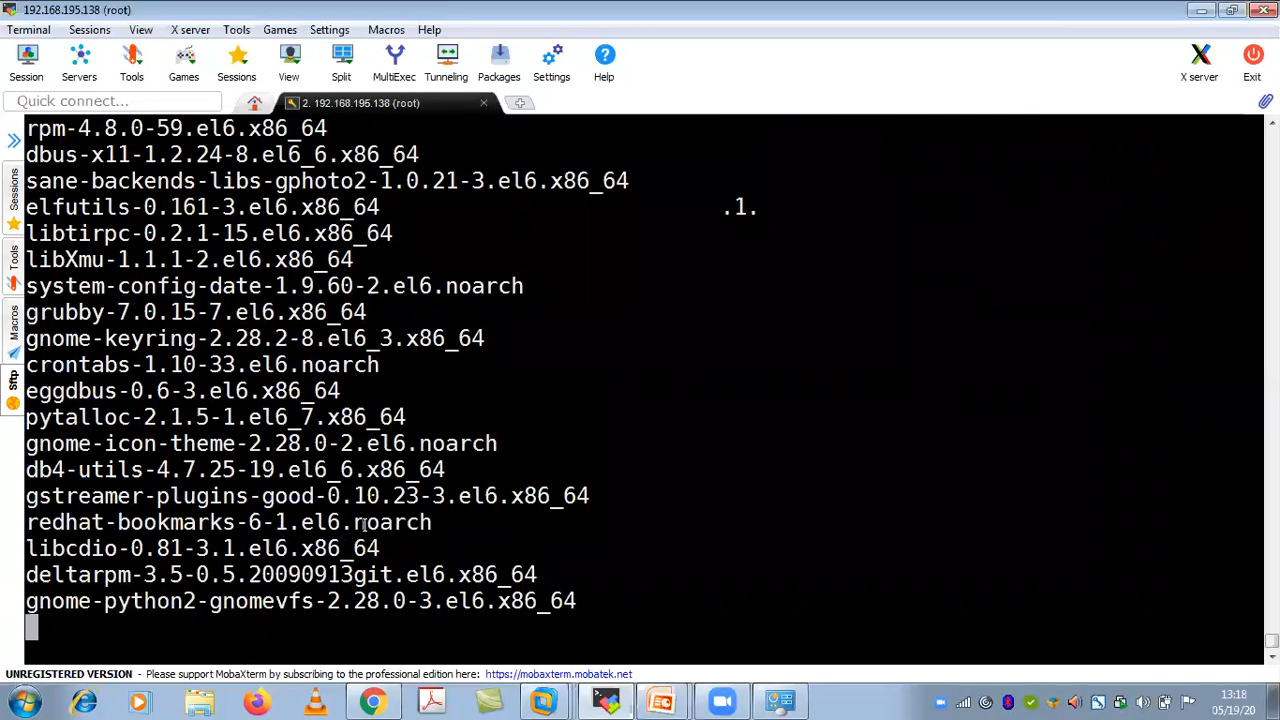 192.168.195.138 (root)
Terminal Sessions View X server Tools Games Settings Macros Help
Session Servers Tools Games Sessions View Split MultiExec Tunneling Packages Settings Help X server Exit
Quick connect...
2. 192.168.195.138 (root)
Sessions
Tools
Macros
Sftp
rpm-4.8.0-59.el6.x86_64
dbus-x11-1.2.24-8.el6_6.x86_64
sane-backends-libs-gphoto2-1.0.21-3.el6.x86_64
elfutils-0.161-3.el6.x86_64 .1.
libtirpc-0.2.1-15.el6.x86_64
libXmu-1.1.1-2.el6.x86_64
system-config-date-1.9.60-2.el6.noarch
grubby-7.0.15-7.el6.x86_64
gnome-keyring-2.28.2-8.el6_3.x86_64
crontabs-1.10-33.el6.noarch
eggdbus-0.6-3.el6.x86_64
pytalloc-2.1.5-1.el6_7.x86_64
gnome-icon-theme-2.28.0-2.el6.noarch
db4-utils-4.7.25-19.el6_6.x86_64
gstreamer-plugins-good-0.10.23-3.el6.x86_64
redhat-bookmarks-6-1.el6.noarch
libcdio-0.81-3.1.el6.x86_64
deltarpm-3.5-0.5.20090913git.el6.x86_64
gnome-python2-gnomevfs-2.28.0-3.el6.x86_64
UNREGISTERED VERSION - Please support MobaXterm by subscribing to the professional edition here: https://mobaxterm.mobatek.net
13:18
05/19/20